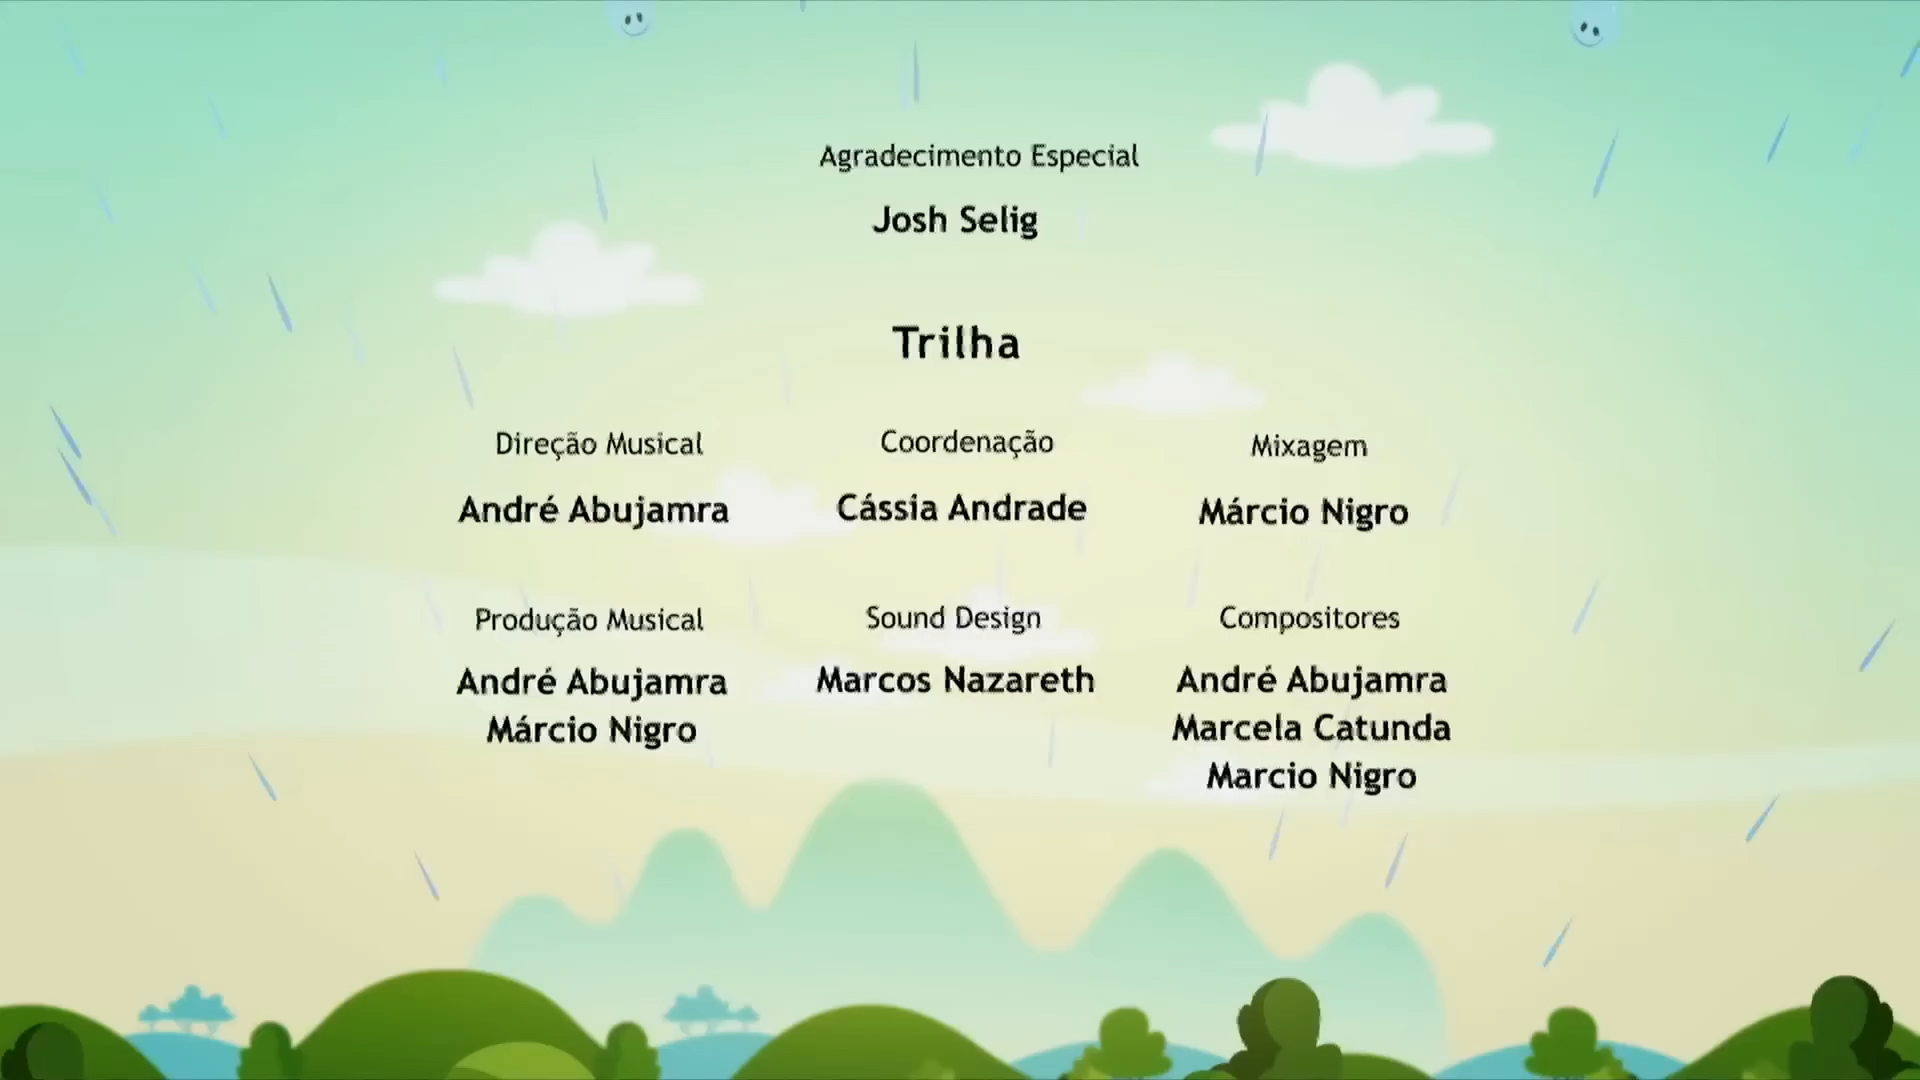 Agradecimento Especial
Josh Selig
Trilha
Direção Musical
André Abujamra
Coordenação
Cássia Andrade
Mixagem
Márcio Nigro
Produção Musical
André Abujamra
Márcio Nigro
Sound Design
Marcos Nazareth
Compositores
André Abujamra
Marcela Catunda
Marcio Nigro